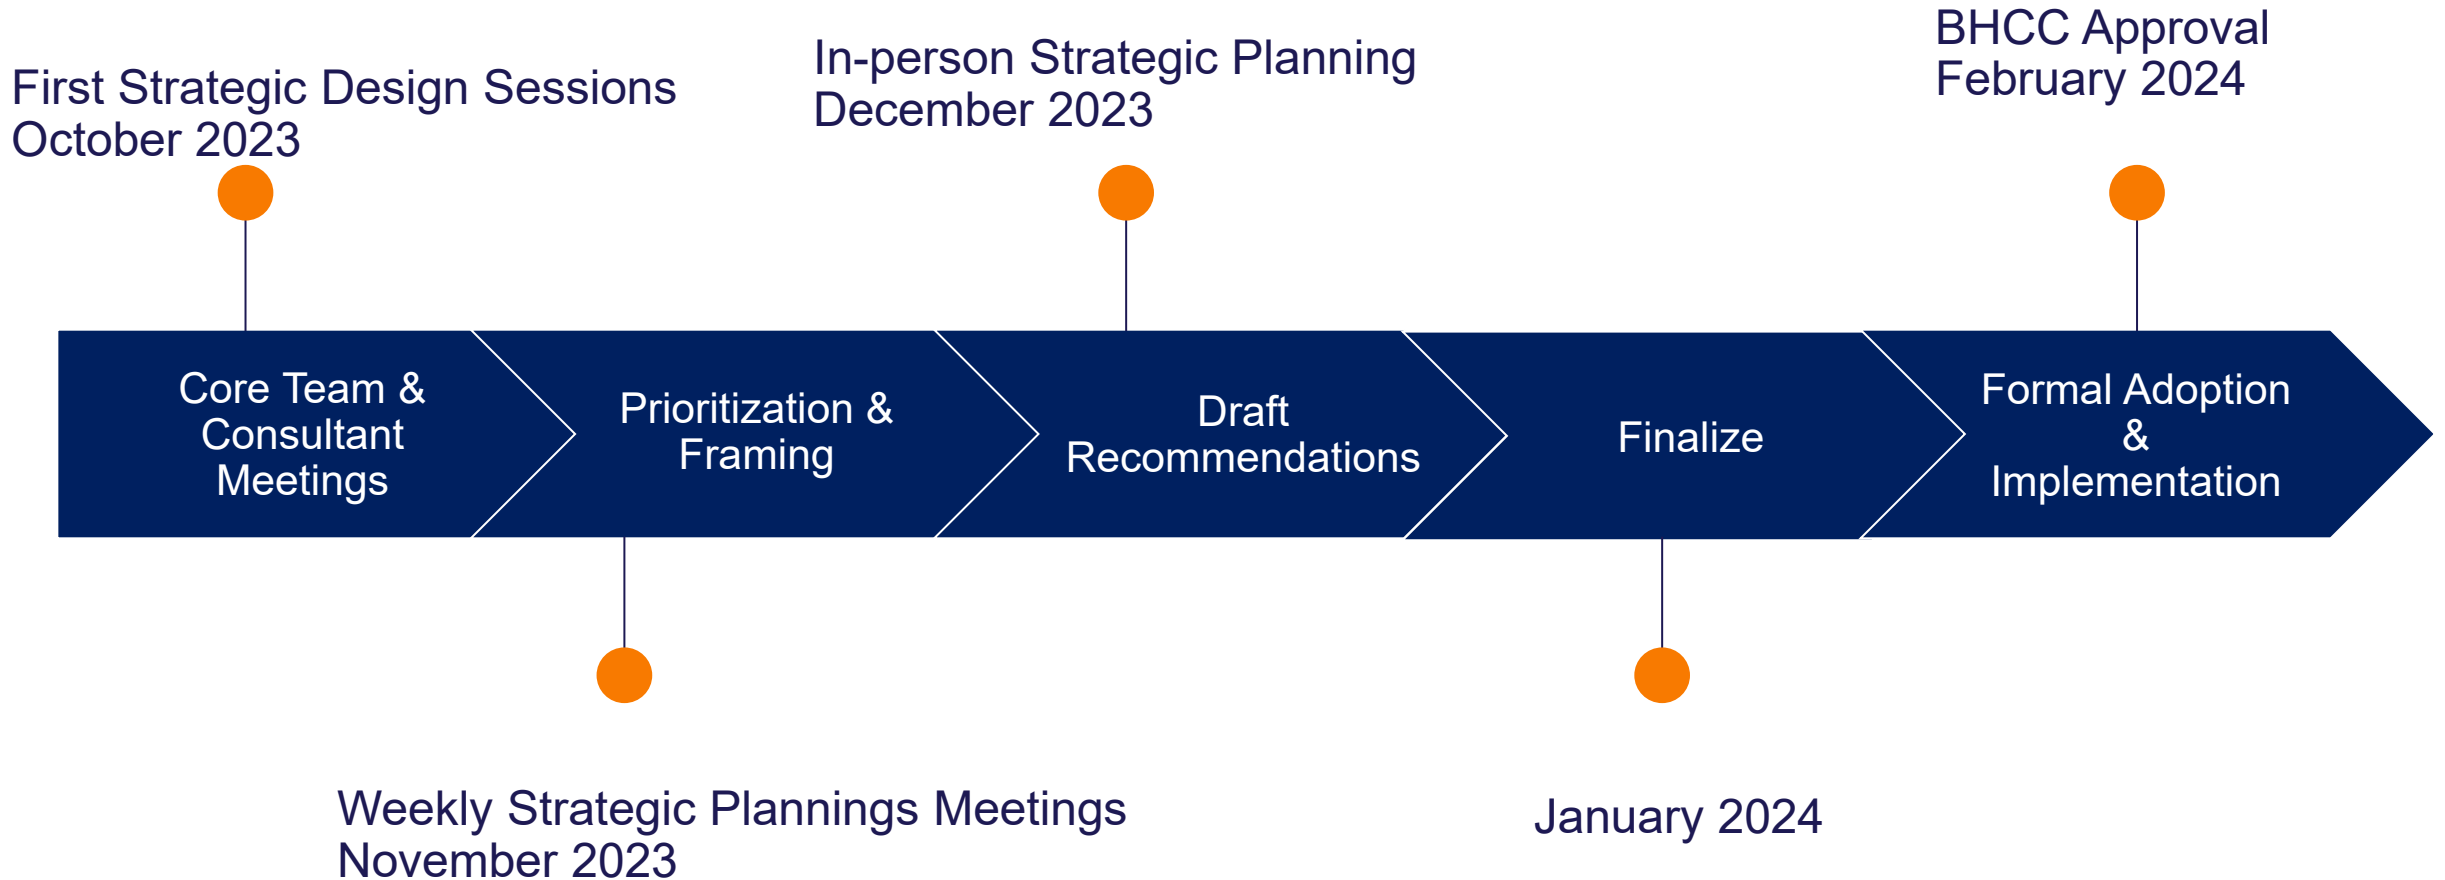 First Strategic Design Sessions
October 2023
In-person Strategic Planning
December 2023
BHCC Approval
February 2024
Core Team &
Consultant
Meetings
Prioritization &
Framing
Draft
Recommendations
Finalize
Formal Adoption
&
Implementation
Weekly Strategic Plannings Meetings
November 2023
January 2024